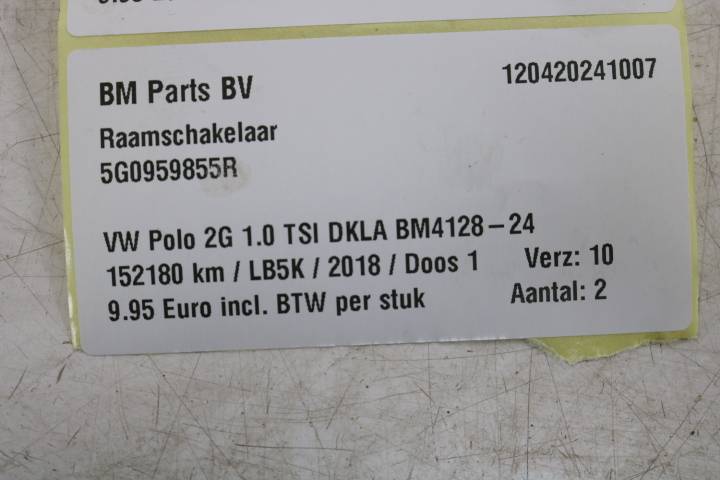 BM Parts BV
120420241007
Raamschakelaar
5G0959855R
VW Polo 2G 1.0 TSI DKLA BM4128-24
152180 km / LB5K / 2018 / Doos 1 Verz: 10
9.95 Euro incl. BTW per stuk Aantal: 2